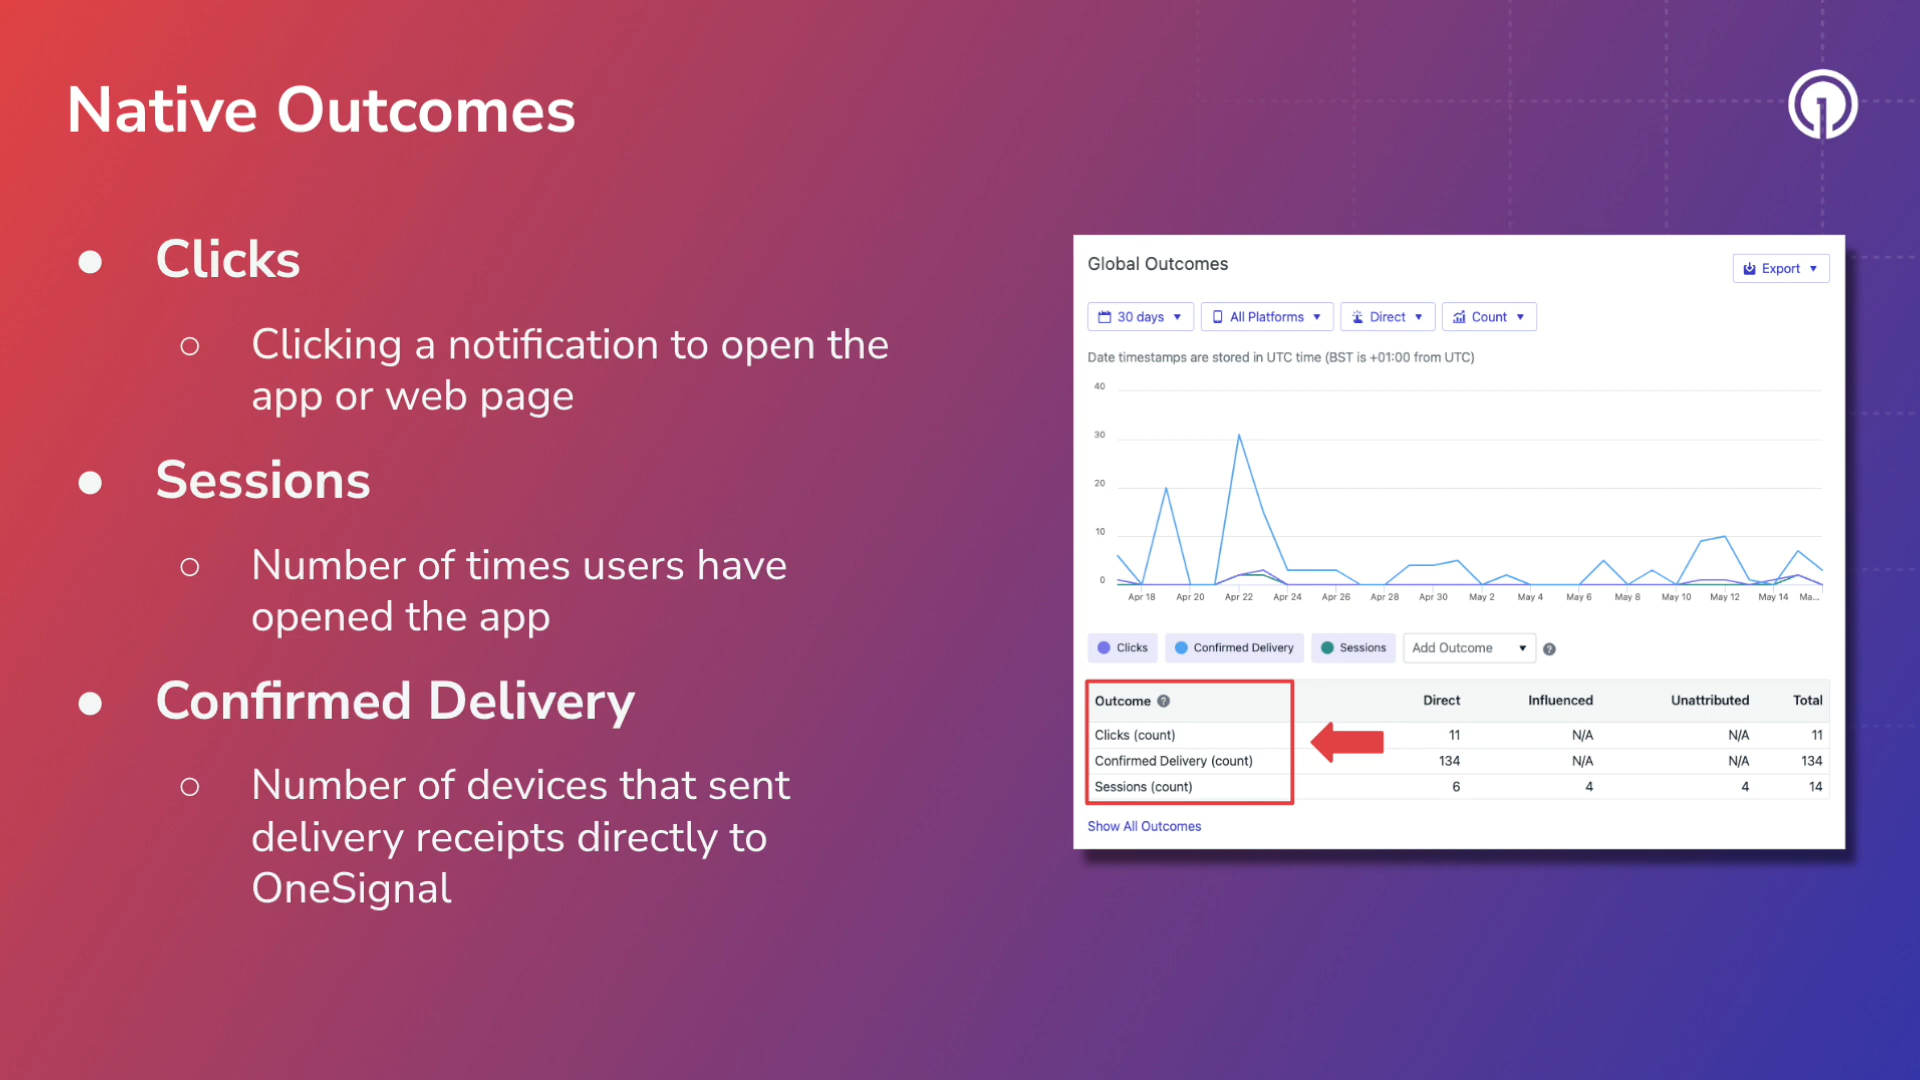 Native Outcomes
Clicks
Clicking a notification to open the
app or web page
Sessions
Number of times users have
opened the app
Confirmed Delivery
Number of devices that sent
delivery receipts directly to
OneSignal
Global Outcomes
Export
30 days All Platforms Direct Count
Date timestamps are stored in UTC time (BST is +01:00 from UTC)
40
30
20
10
0
Apr 18 Apr 20 Apr 22 Apr 24 Apr 26 Apr 28 Apr 30 May 2 May 4 May 6 May 8 May 10 May 12 May 14 Ma...
Clicks Confirmed Delivery Sessions Add Outcome ?
Outcome ? Direct Influenced Unattributed Total
Clicks (count) 11 N/A N/A 11
Confirmed Delivery (count) 134 N/A N/A 134
Sessions (count) 6 4 4 14
Show All Outcomes